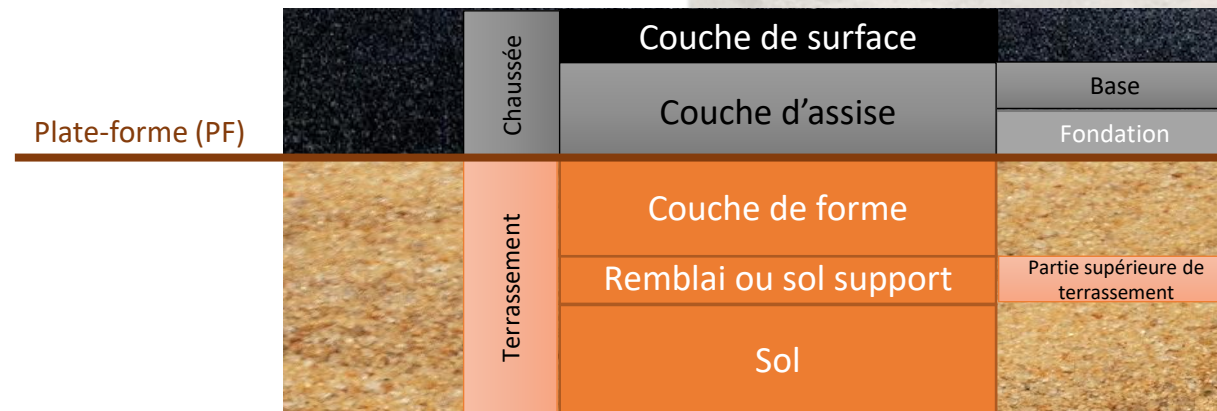 Plate-forme (PF)
Chaussée
Couche de surface
Couche d’assise
Base
Fondation
Terrassement
Couche de forme
Remblai ou sol support
Partie supérieure de
terrassement
Sol